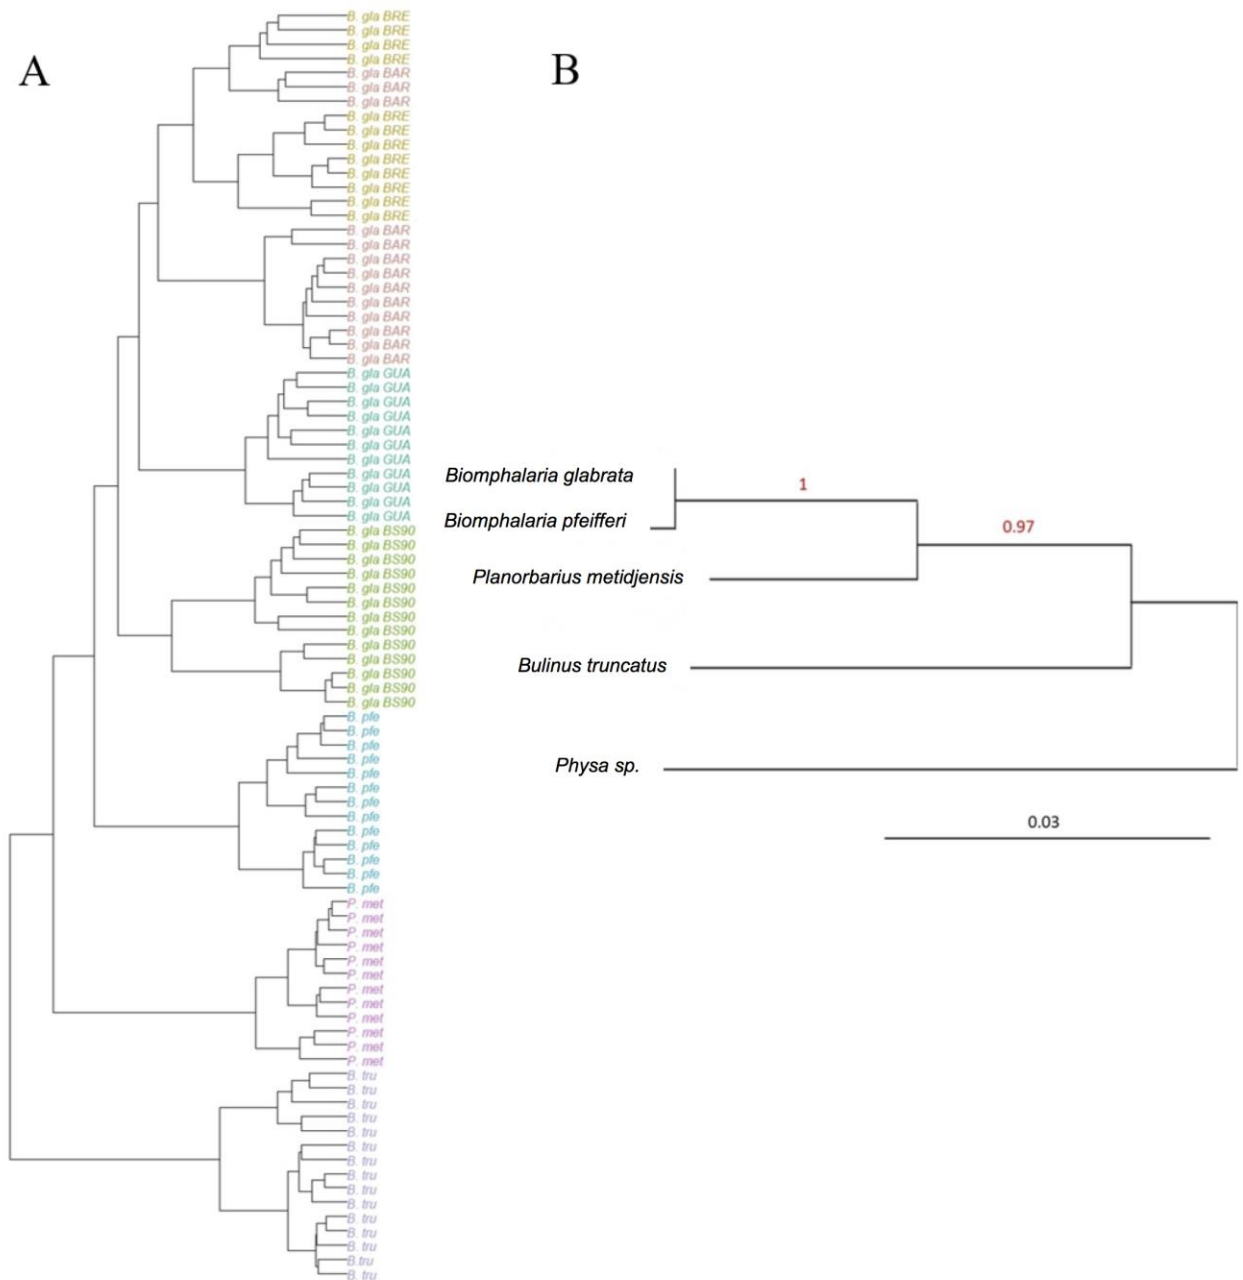 A
B. gla BRE
B. gla BRE
B. gla BRE
B. gla BRE
B. gla BAR
B. gla BAR
B. gla BAR
B. gla BRE
B. gla BRE
B. gla BRE
B. gla BRE
B. gla BRE
B. gla BRE
B. gla BRE
B. gla BRE
B. gla BAR
B. gla BAR
B. gla BAR
B. gla BAR
B. gla BAR
B. gla BAR
B. gla BAR
B. gla BAR
B. gla BAR
B. gla BAR
B. gla GUA
B. gla GUA
B. gla GUA
B. gla GUA
B. gla GUA
B. gla GUA
B. gla GUA
B. gla GUA
B. gla GUA
B. gla GUA
B. gla GUA
B. gla BS90
B. gla BS90
B. gla BS90
B. gla BS90
B. gla BS90
B. gla BS90
B. gla BS90
B. gla BS90
B. gla BS90
B. gla BS90
B. gla BS90
B. gla BS90
B. gla BS90
B. pfe
B. pfe
B. pfe
B. pfe
B. pfe
B. pfe
B. pfe
B. pfe
B. pfe
B. pfe
B. pfe
B. pfe
B. pfe
P. met
P. met
P. met
P. met
P. met
P. met
P. met
P. met
P. met
P. met
P. met
P. met
B. tru
B. tru
B. tru
B. tru
B. tru
B. tru
B. tru
B. tru
B. tru
B. tru
B. tru
B. tru
B. tru
B.tru
B. tru
B
Biomphalaria glabrata
1
Biomphalaria pfeifferi
0.97
Planorbarius metidjensis
Bulinus truncatus
Physa sp.
0.03